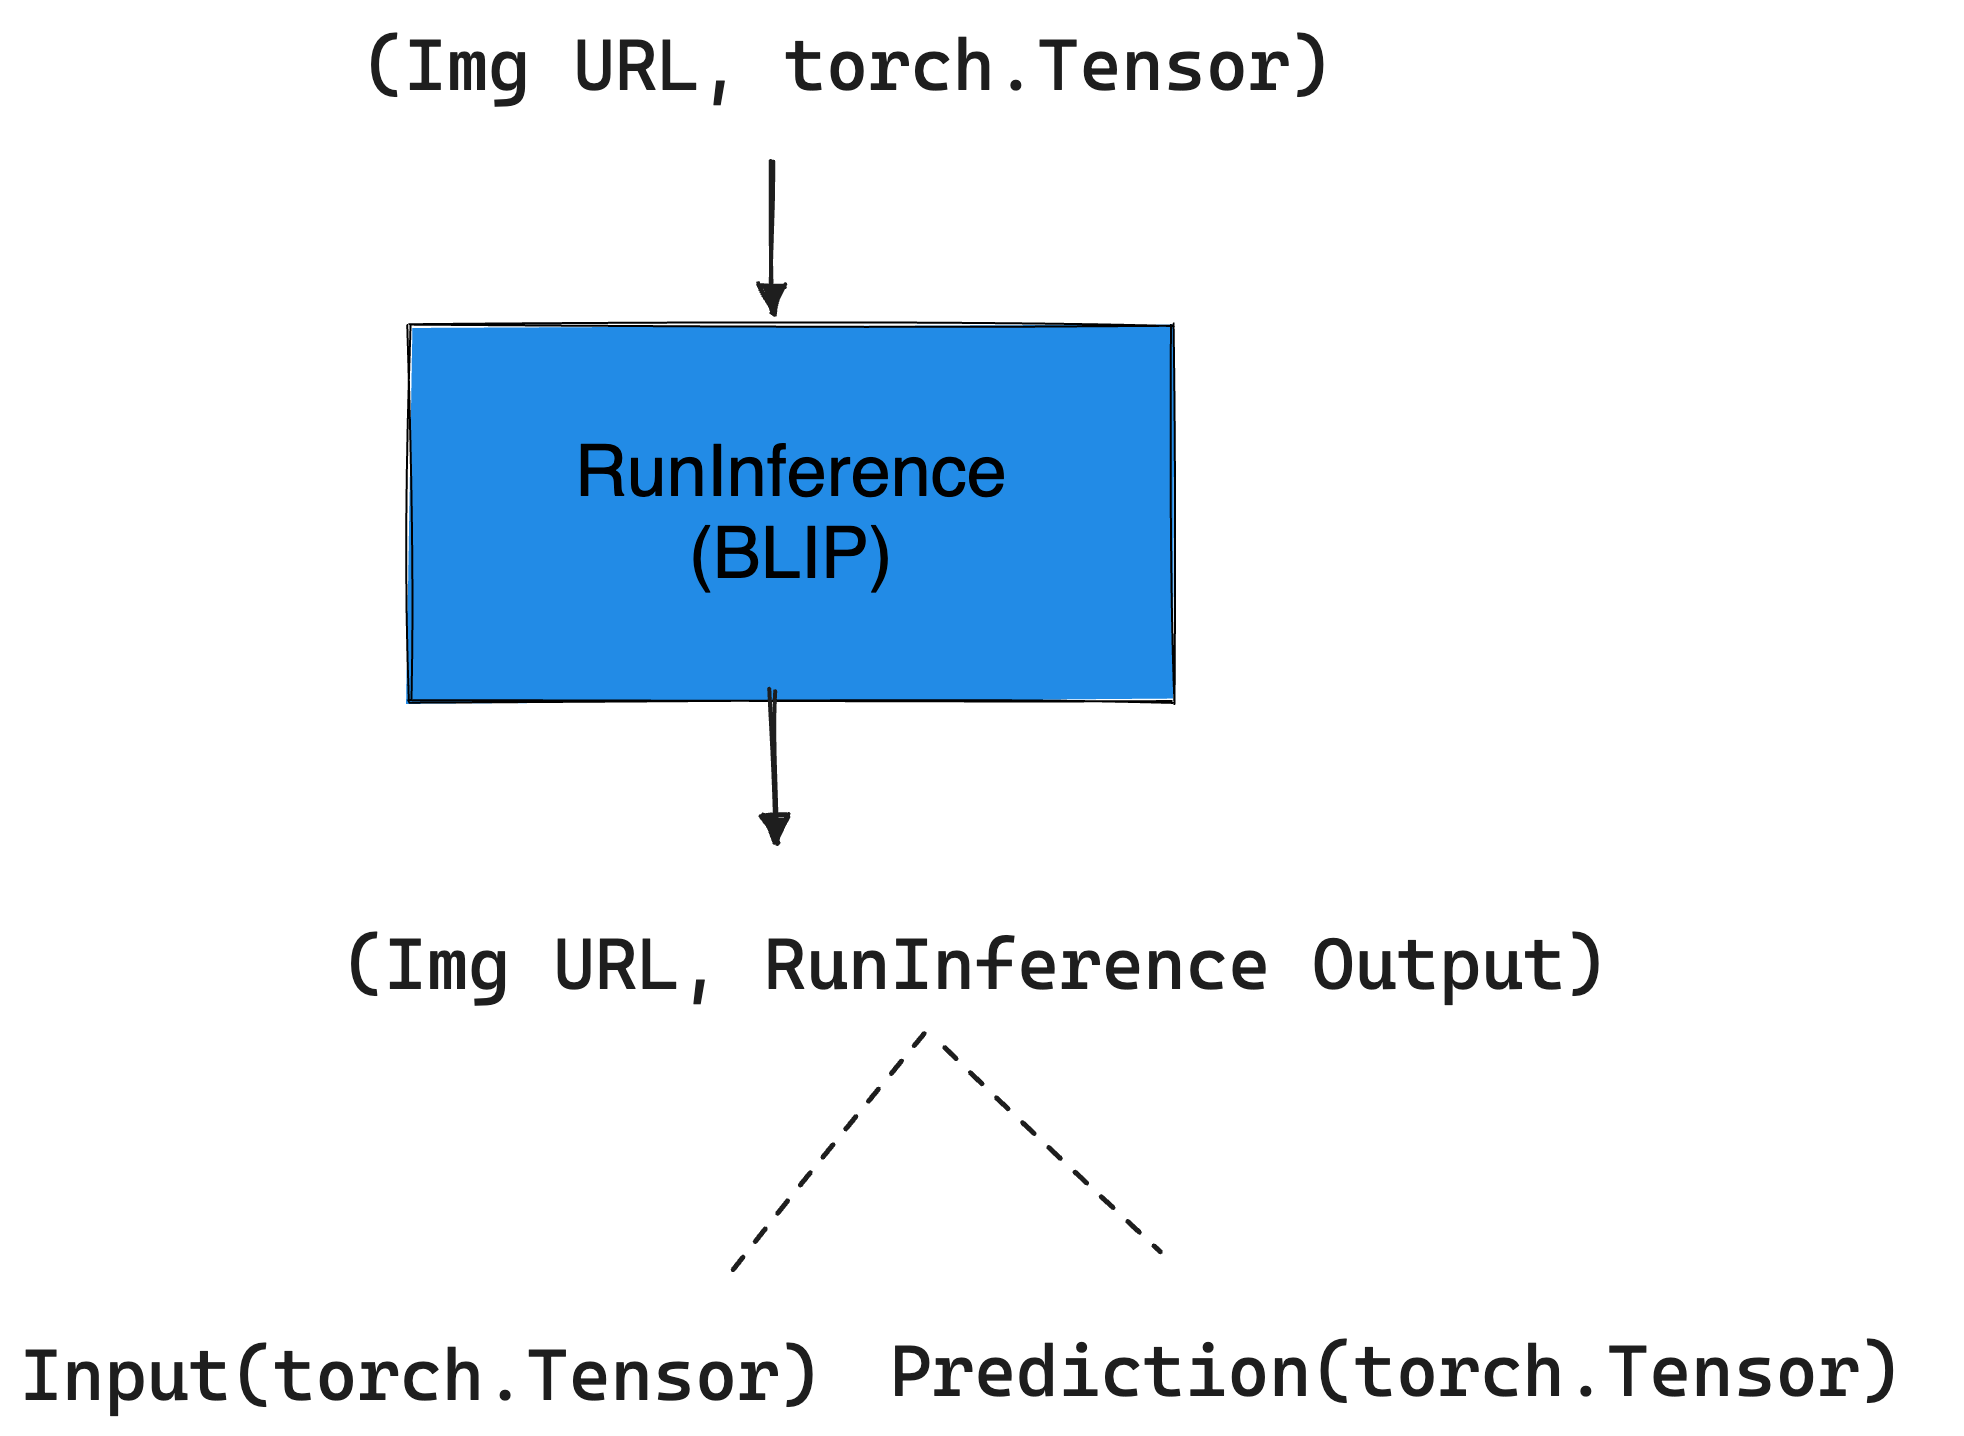 (Img URL, torch.Tensor)
RunInference
(BLIP)
(Img URL, RunInference Output)
Input(torch.Tensor)
Prediction(torch.Tensor)